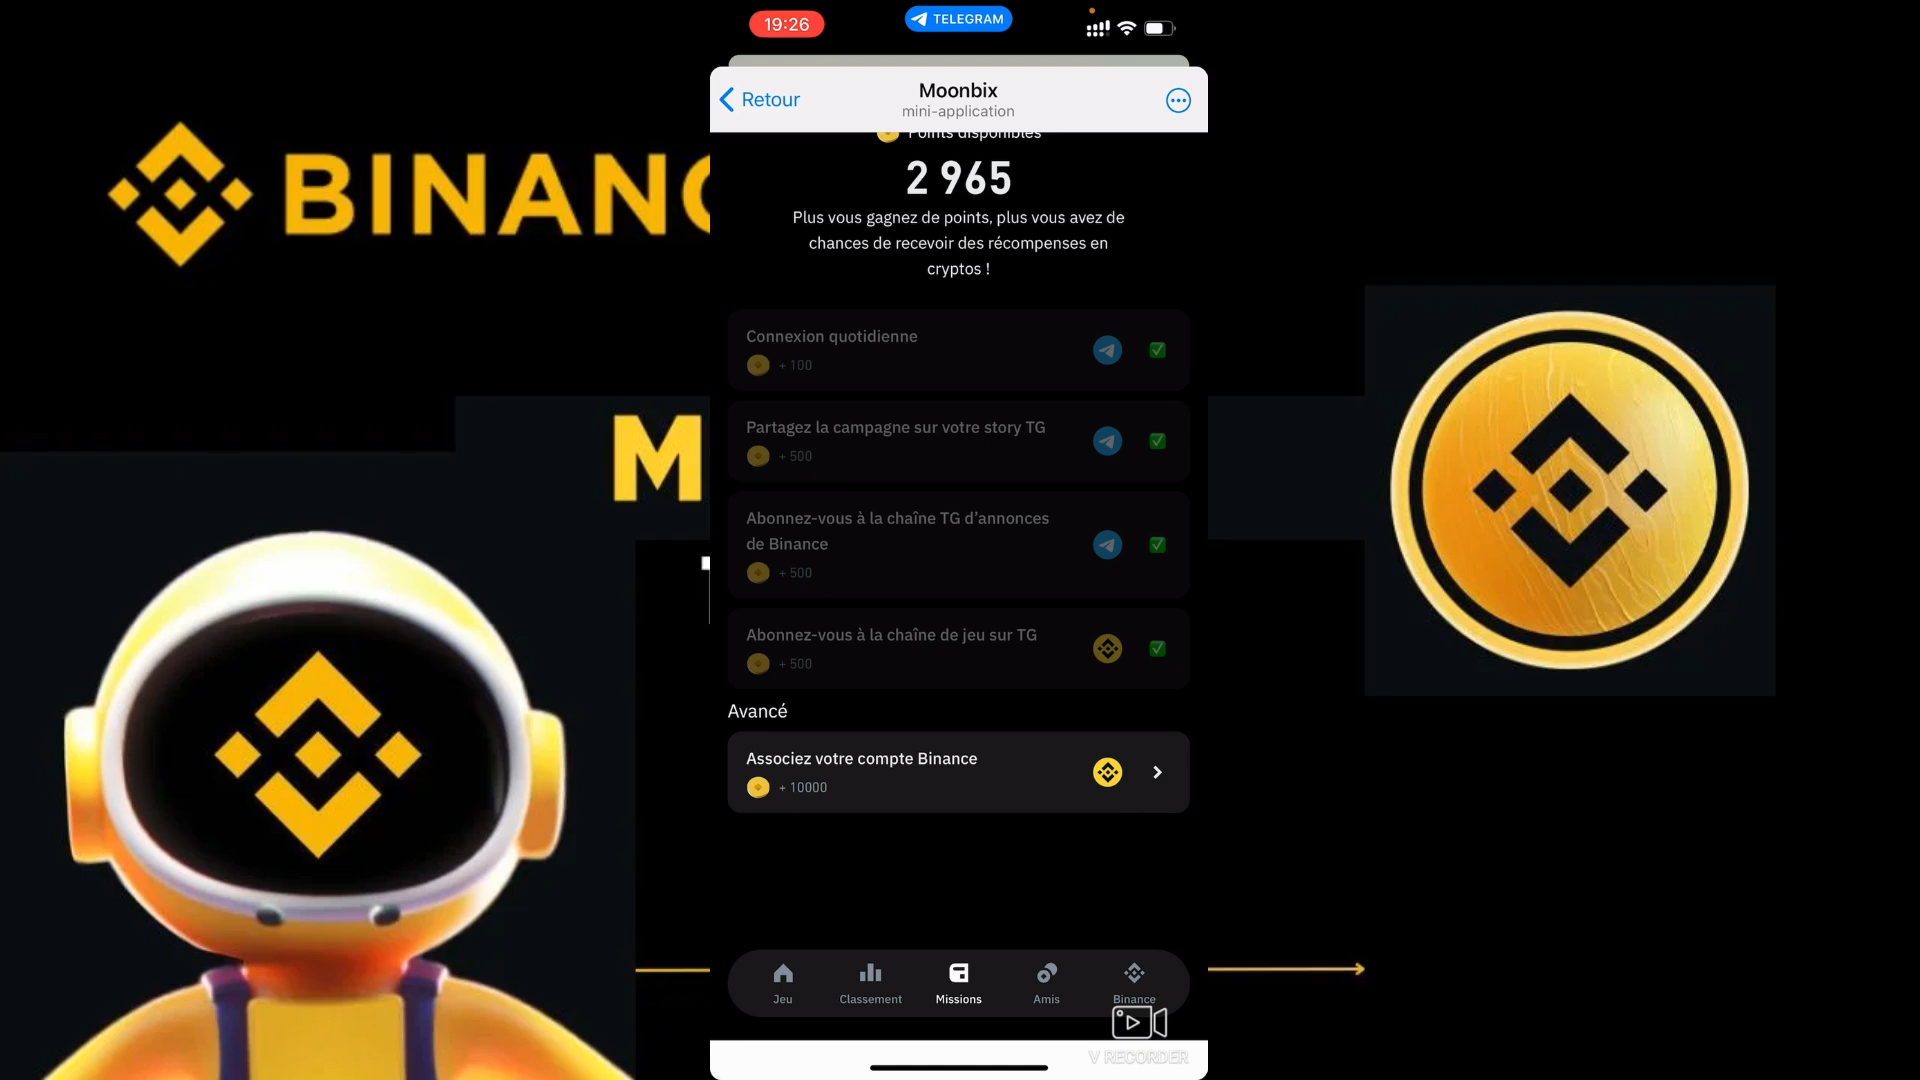 19:26
TELEGRAM
Retour
Moonbix
mini-application
BINANC
Points disponibles
2 965
Plus vous gagnez de points, plus vous avez de
chances de recevoir des récompenses en
cryptos !
Connexion quotidienne
+ 100
M
Partagez la campagne sur votre story TG
+ 500
Abonnez-vous à la chaîne TG d’annonces
de Binance
+ 500
Abonnez-vous à la chaîne de jeu sur TG
+ 500
Avancé
Associez votre compte Binance
+ 10000
Jeu
Classement
Missions
Amis
Binance
V RECORDER